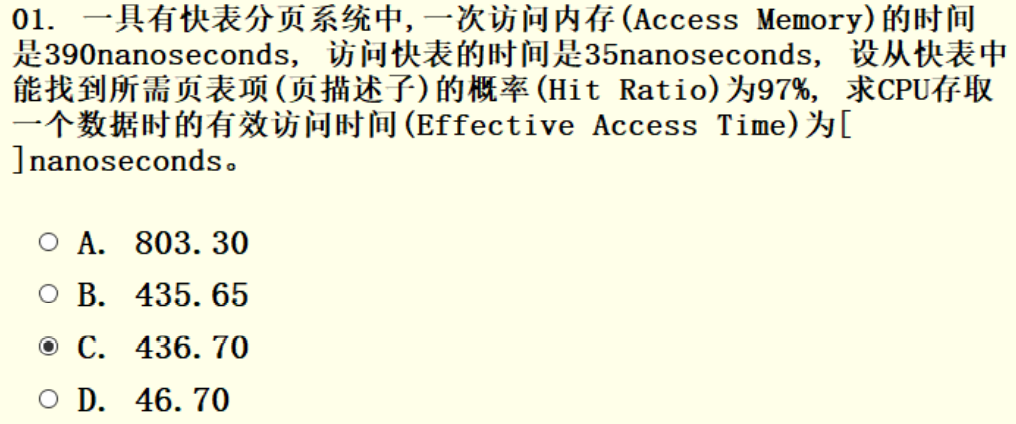 01. 一具有快表分页系统中,一次访问内存(Access Memory)的时间
是390nanoseconds, 访问快表的时间是35nanoseconds, 设从快表中
能找到所需页表项(页描述子)的概率(Hit Ratio)为97%, 求CPU存取
一个数据时的有效访问时间(Effective Access Time)为[
]nanoseconds。
A. 803.30
B. 435.65
C. 436.70
D. 46.70